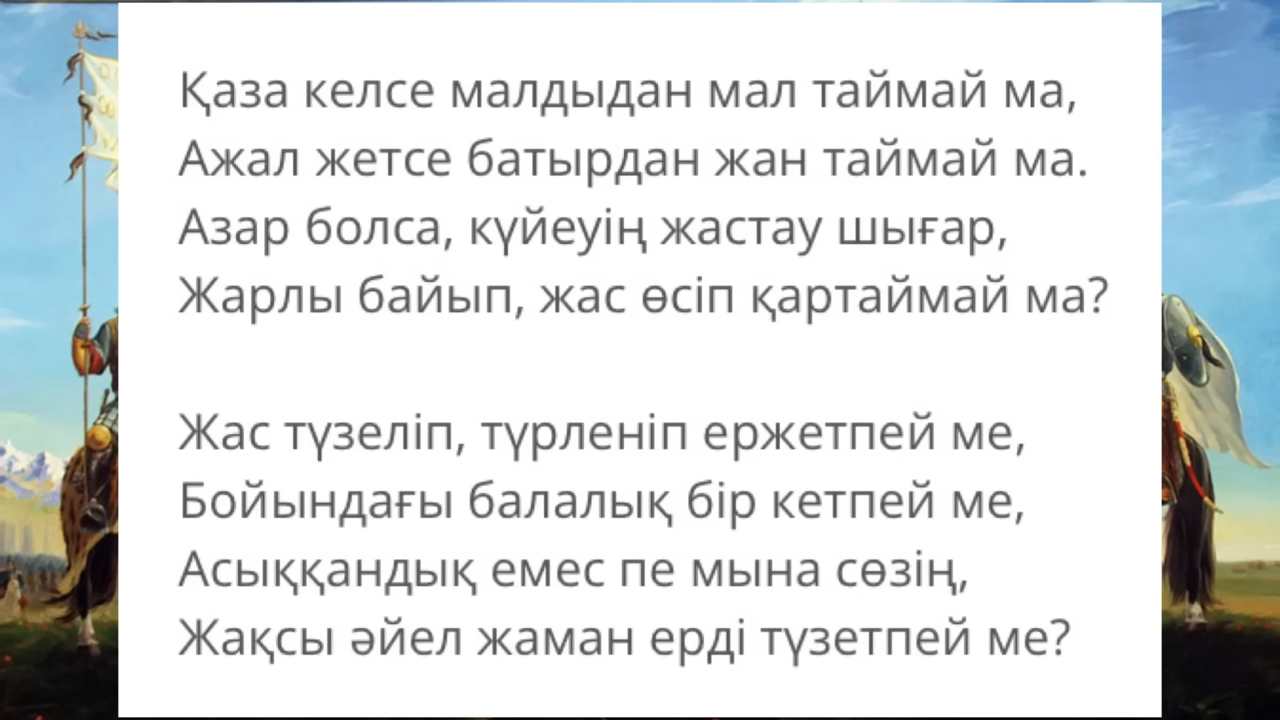 Қаза келсе малдыдан мал таймай ма,
Ажал жетсе батырдан жан таймай ма.
Азар болса, күйеуің жастау шығар,
Жарлы байып, жас өсіп қартаймай ма?
Жас түзеліп, түрленіп ержетпей ме,
Бойындағы балалық бір кетпей ме,
Асыққандық емес пе мына сөзің,
Жақсы әйел жаман ерді түзетпей ме?